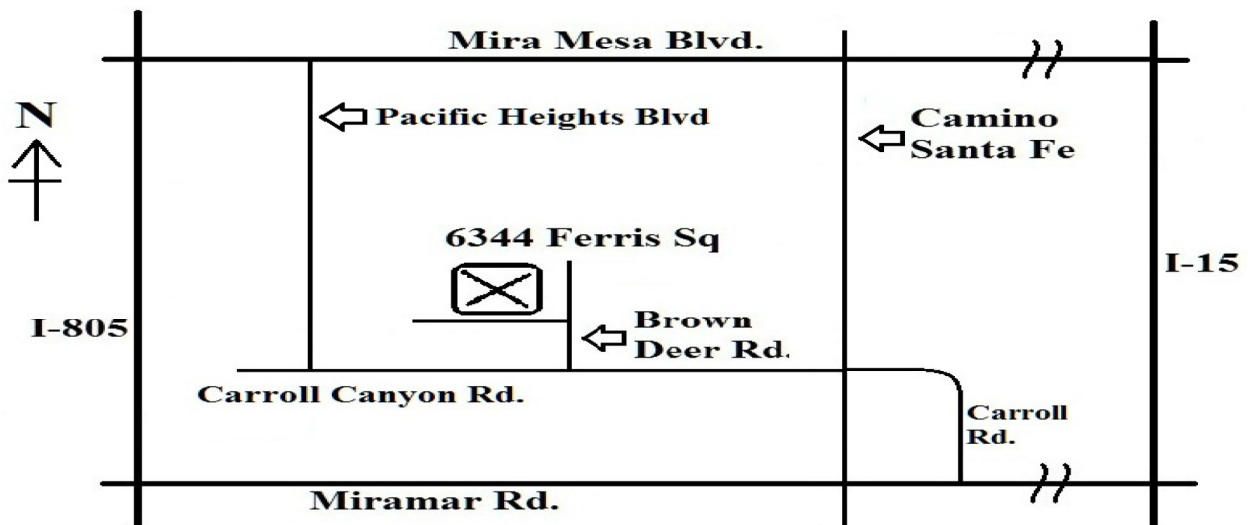 Mira Mesa Blvd.
N
Pacific Heights Blvd
Camino
Santa Fe
6344 Ferris Sq
I-15
I-805
Brown
Deer Rd.
Carroll Canyon Rd.
Carroll
Rd.
Miramar Rd.